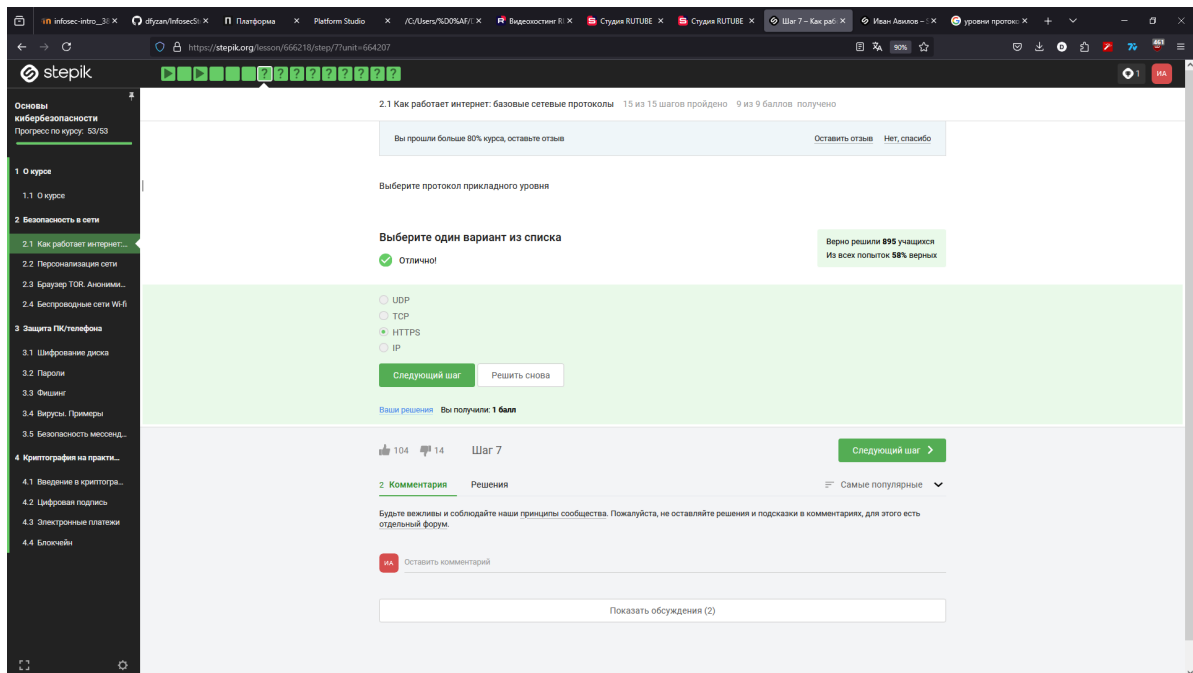 infosec-intro__3
dfyzan/InfosecSt
Платформа
Platform Studio
/C:/Users/%D0%AF/
Видеохостинг R
Студия RUTUBE
Студия RUTUBE
Шаг 7 – Как раб
Иван Авилов –
уровни проток
https://stepik.org/lesson/666218/step/7?unit=664207
90%
461
stepik
1
ИА
Основы
кибербезопасности
Прогресс по курсу: 53/53
1 О курсе
1.1 О курсе
2 Безопасность в сети
2.1 Как работает интернет:...
2.2 Персонализация сети
2.3 Браузер TOR. Аноними...
2.4 Беспроводные сети Wi-fi
3 Защита ПК/телефона
3.1 Шифрование диска
3.2 Пароли
3.3 Фишинг
3.4 Вирусы. Примеры
3.5 Безопасность мессенд...
4 Криптография на практи...
4.1 Введение в криптогра...
4.2 Цифровая подпись
4.3 Электронные платежи
4.4 Блокчейн
2.1 Как работает интернет: базовые сетевые протоколы 15 из 15 шагов пройдено 9 из 9 баллов получено
Вы прошли больше 80% курса, оставьте отзыв Оставить отзыв Нет, спасибо
Выберите протокол прикладного уровня
Выберите один вариант из списка
Отлично!
Верно решили 895 учащихся
Из всех попыток 58% верных
UDP
TCP
HTTPS
IP
Следующий шаг Решить снова
Ваши решения Вы получили: 1 балл
104 14 Шаг 7 Следующий шаг
2 Комментария Решения Самые популярные
Будьте вежливы и соблюдайте наши принципы сообщества. Пожалуйста, не оставляйте решения и подсказки в комментариях, для этого есть
отдельный форум.
ИА Оставить комментарий
Показать обсуждения (2)